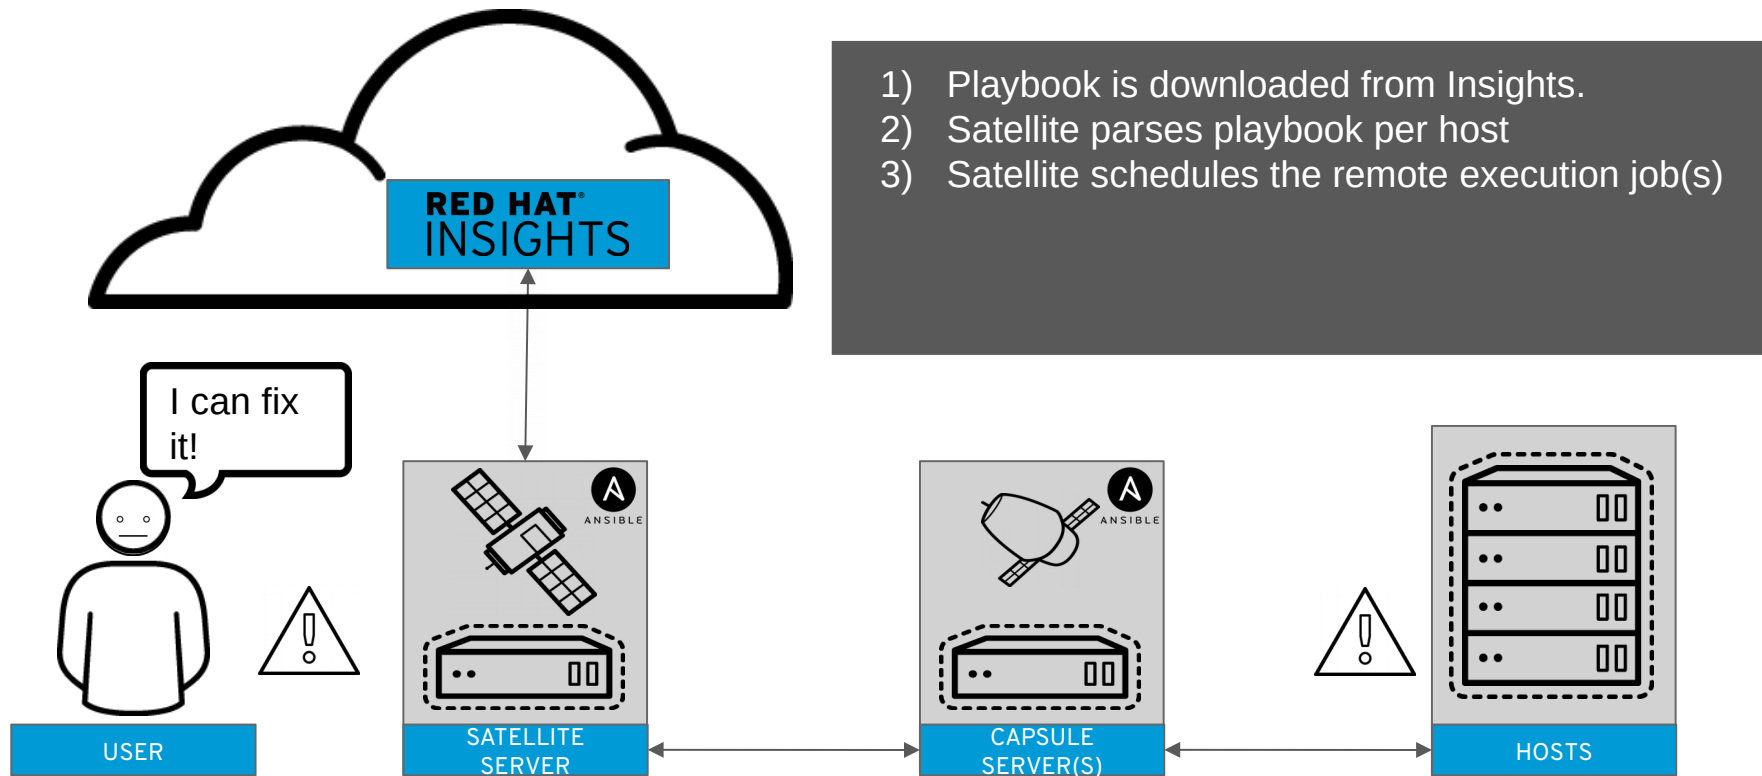 1) Playbook is downloaded from Insights.
2) Satellite parses playbook per host
3) Satellite schedules the remote execution job(s)
RED HAT®
INSIGHTS
I can fix
it!
ANSIBLE
ANSIBLE
USER
SATELLITE
SERVER
CAPSULE
SERVER(S)
HOSTS